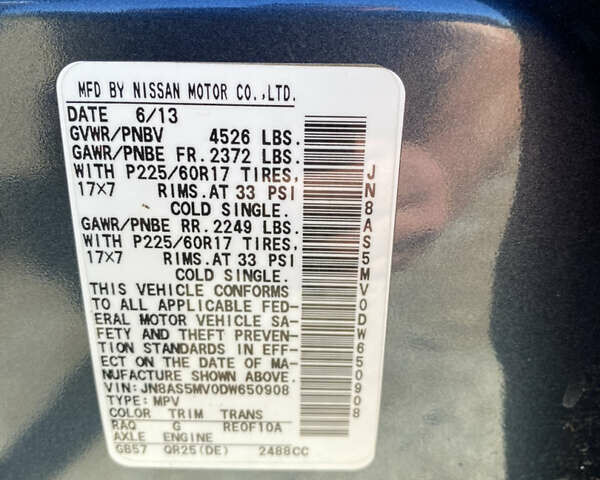 MFD BY NISSAN MOTOR CO.,LTD.
DATE 6/13
GVWR/PNBV 4526 LBS.
GAWR/PNBE FR. 2372 LBS.
WITH P225/60R17 TIRES,
17×7 RIMS. AT 33 PSI
COLD SINGLE.
GAWR/PNBE RR. 2249 LBS.
WITH P225/60R17 TIRES,
17×7 RIMS. AT 33 PSI
COLD SINGLE.
THIS VEHICLE CONFORMS
TO ALL APPLICABLE FED-
ERAL MOTOR VEHICLE SA-
FETY AND THEFT PREVEN-
TION STANDARDS IN EFF-
ECT ON THE DATE OF MA-
NUFACTURE SHOWN ABOVE.
VIN: JN8AS5MV0DW650908
TYPE: MPV
COLOR TRIM TRANS
RAQ G RE0F10A
AXLE ENGINE
GB57 QR25(DE) 2488CC
JN8AS5MV0DW650908